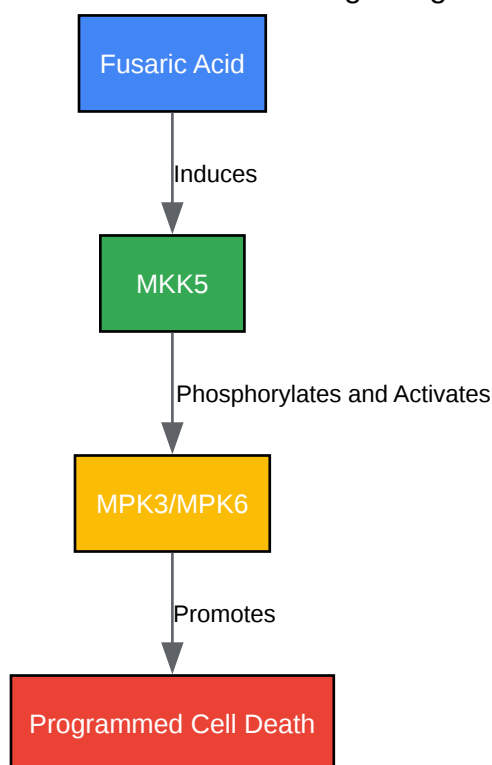 Fusaric Acid
Induces
MKK5
Phosphorylates and Activates
MPK3/MPK6
Promotes
Programmed Cell Death